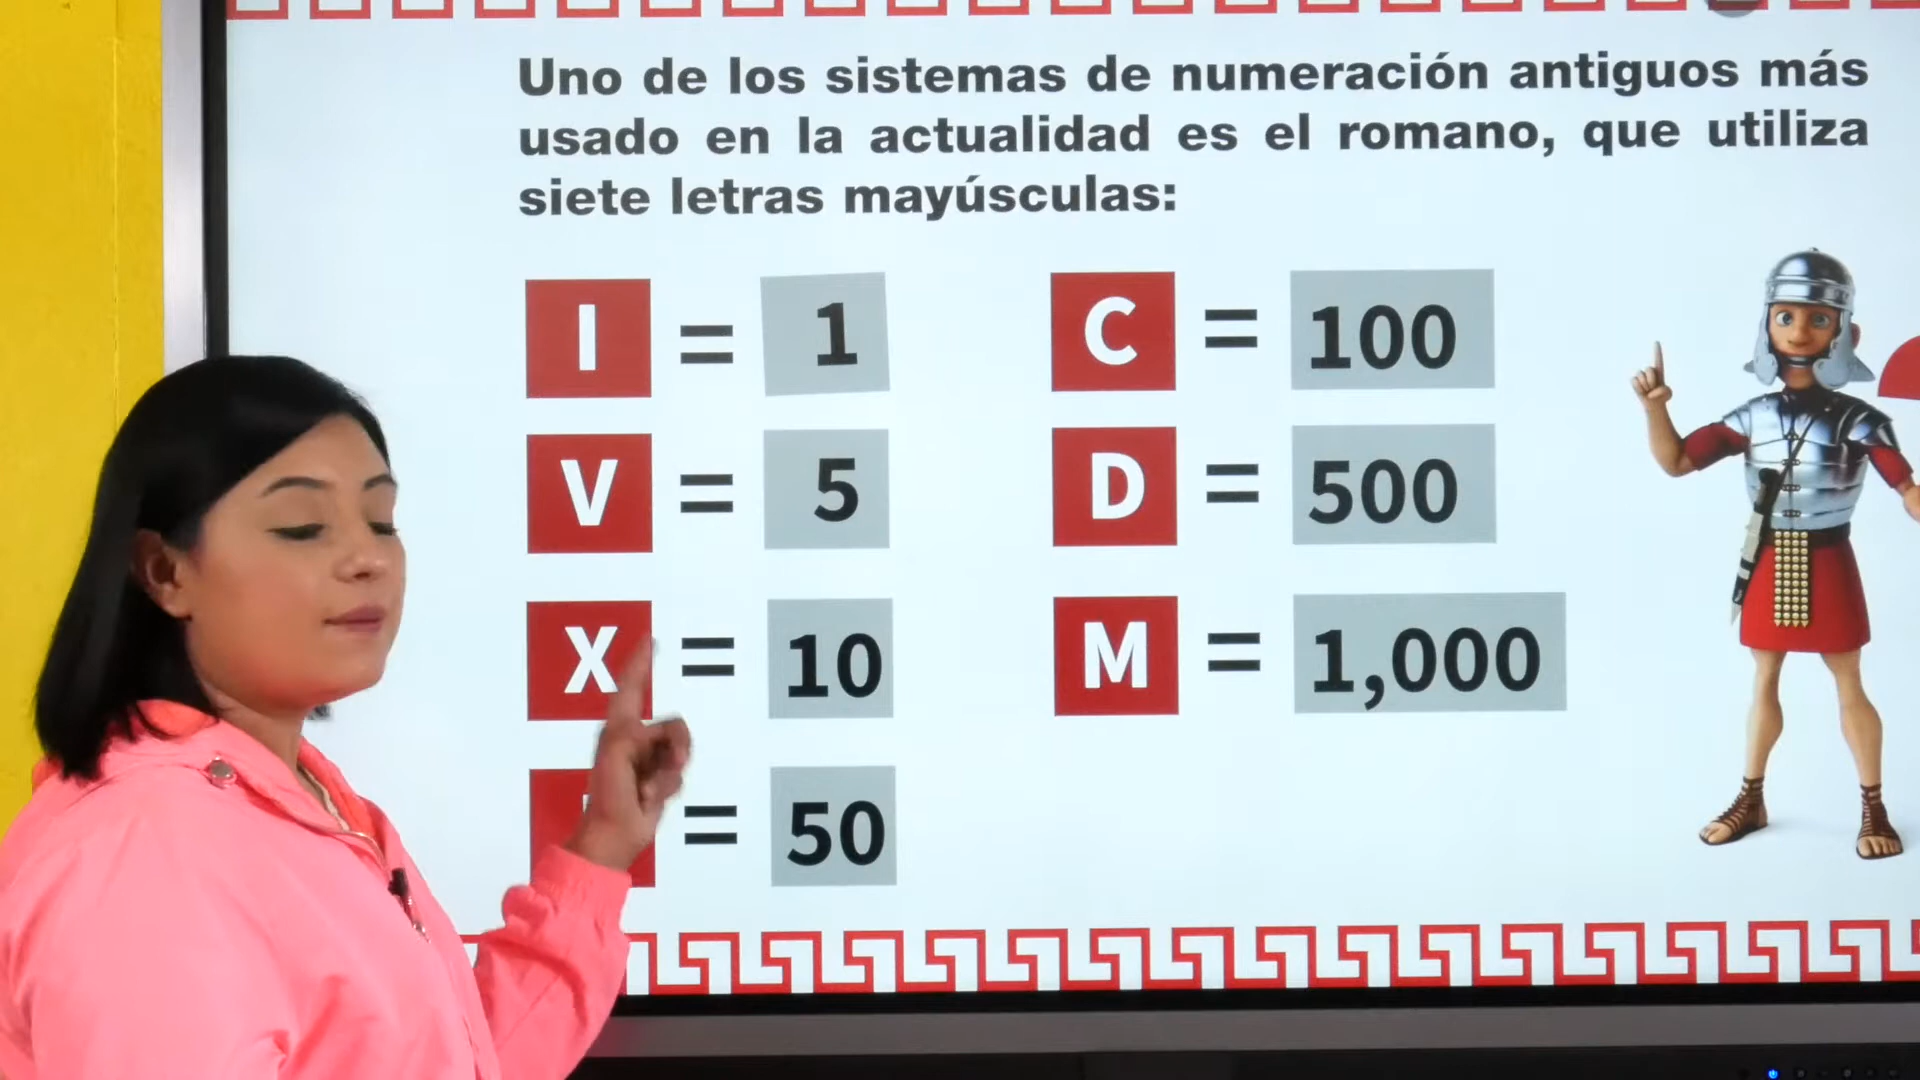 Uno de los sistemas de numeración antiguos más
usado en la actualidad es el romano, que utiliza
siete letras mayúsculas:
I = 1 C = 100
V = 5 D = 500
X = 10 M = 1,000
= 50